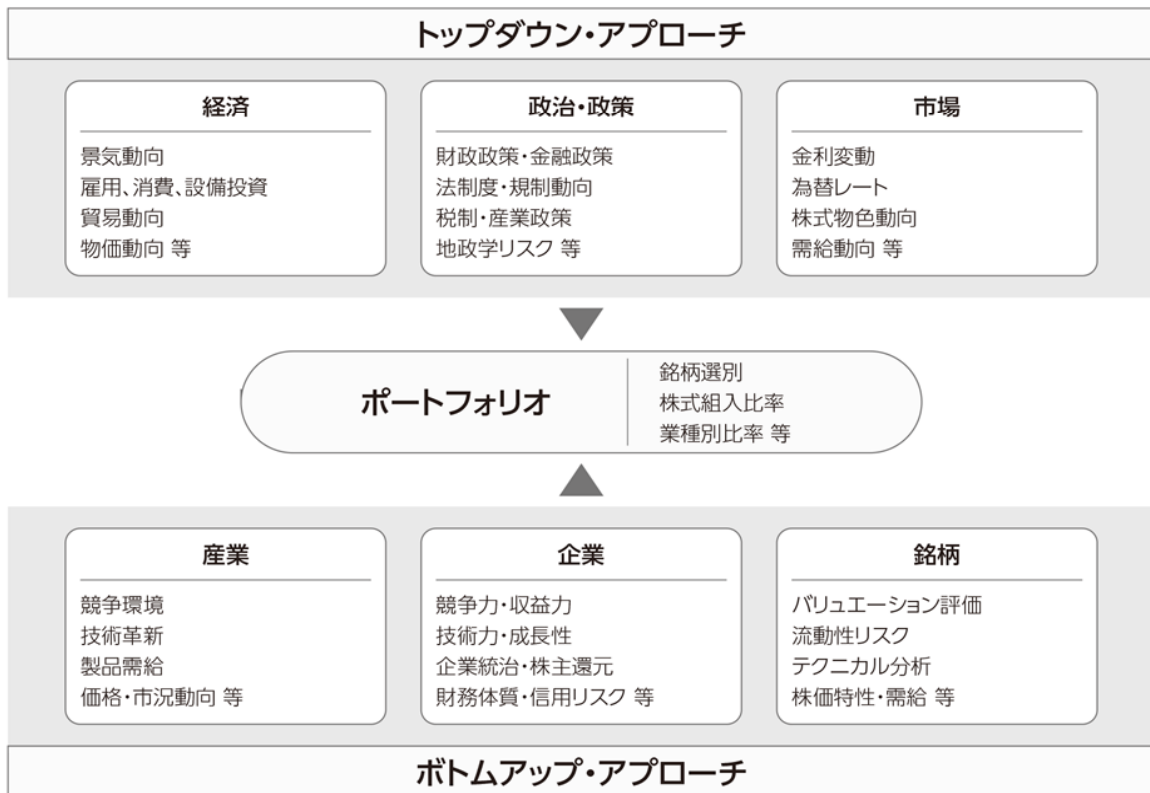 トップダウン・アプローチ
経済
景気動向
雇用、消費、設備投資
貿易動向
物価動向 等
政治・政策
財政政策・金融政策
法制度・規制動向
税制・産業政策
地政学リスク 等
市場
金利変動
為替レート
株式物色動向
需給動向 等
ポートフォリオ
銘柄選別
株式組入比率
業種別比率 等
産業
競争環境
技術革新
製品需給
価格・市況動向 等
企業
競争力・収益力
技術力・成長性
企業統治・株主還元
財務体質・信用リスク 等
銘柄
バリュエーション評価
流動性リスク
テクニカル分析
株価特性・需給 等
ボトムアップ・アプローチ